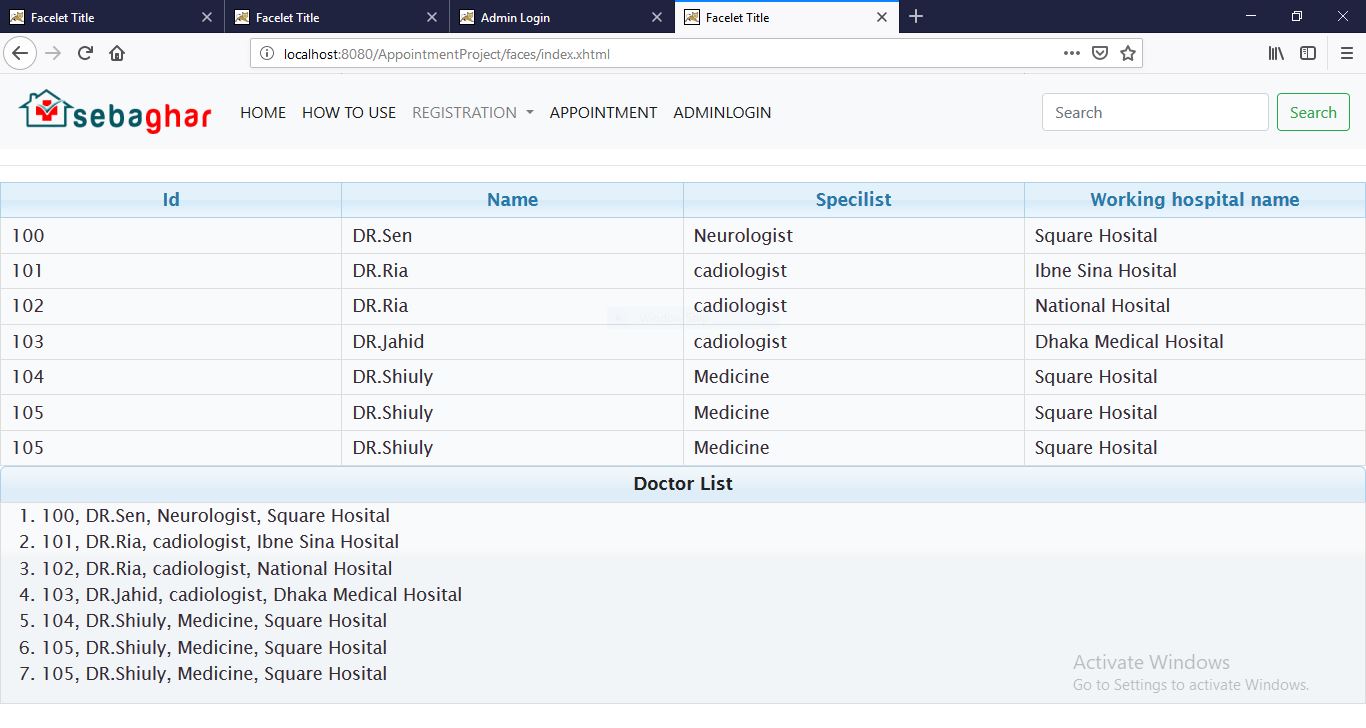 Facelet Title Facelet Title Admin Login Facelet Title
localhost:8080/AppointmentProject/faces/index.xhtml
sebaghar HOME HOW TO USE REGISTRATION APPOINTMENT ADMINLOGIN Search Search
Id Name Specilist Working hospital name
100 DR.Sen Neurologist Square Hosital
101 DR.Ria cadiologist Ibne Sina Hosital
102 DR.Ria cadiologist National Hosital
103 DR.Jahid cadiologist Dhaka Medical Hosital
104 DR.Shiuly Medicine Square Hosital
105 DR.Shiuly Medicine Square Hosital
105 DR.Shiuly Medicine Square Hosital
Doctor List
1. 100, DR.Sen, Neurologist, Square Hosital
2. 101, DR.Ria, cadiologist, Ibne Sina Hosital
3. 102, DR.Ria, cadiologist, National Hosital
4. 103, DR.Jahid, cadiologist, Dhaka Medical Hosital
5. 104, DR.Shiuly, Medicine, Square Hosital
6. 105, DR.Shiuly, Medicine, Square Hosital
7. 105, DR.Shiuly, Medicine, Square Hosital
Activate Windows
Go to Settings to activate Windows.